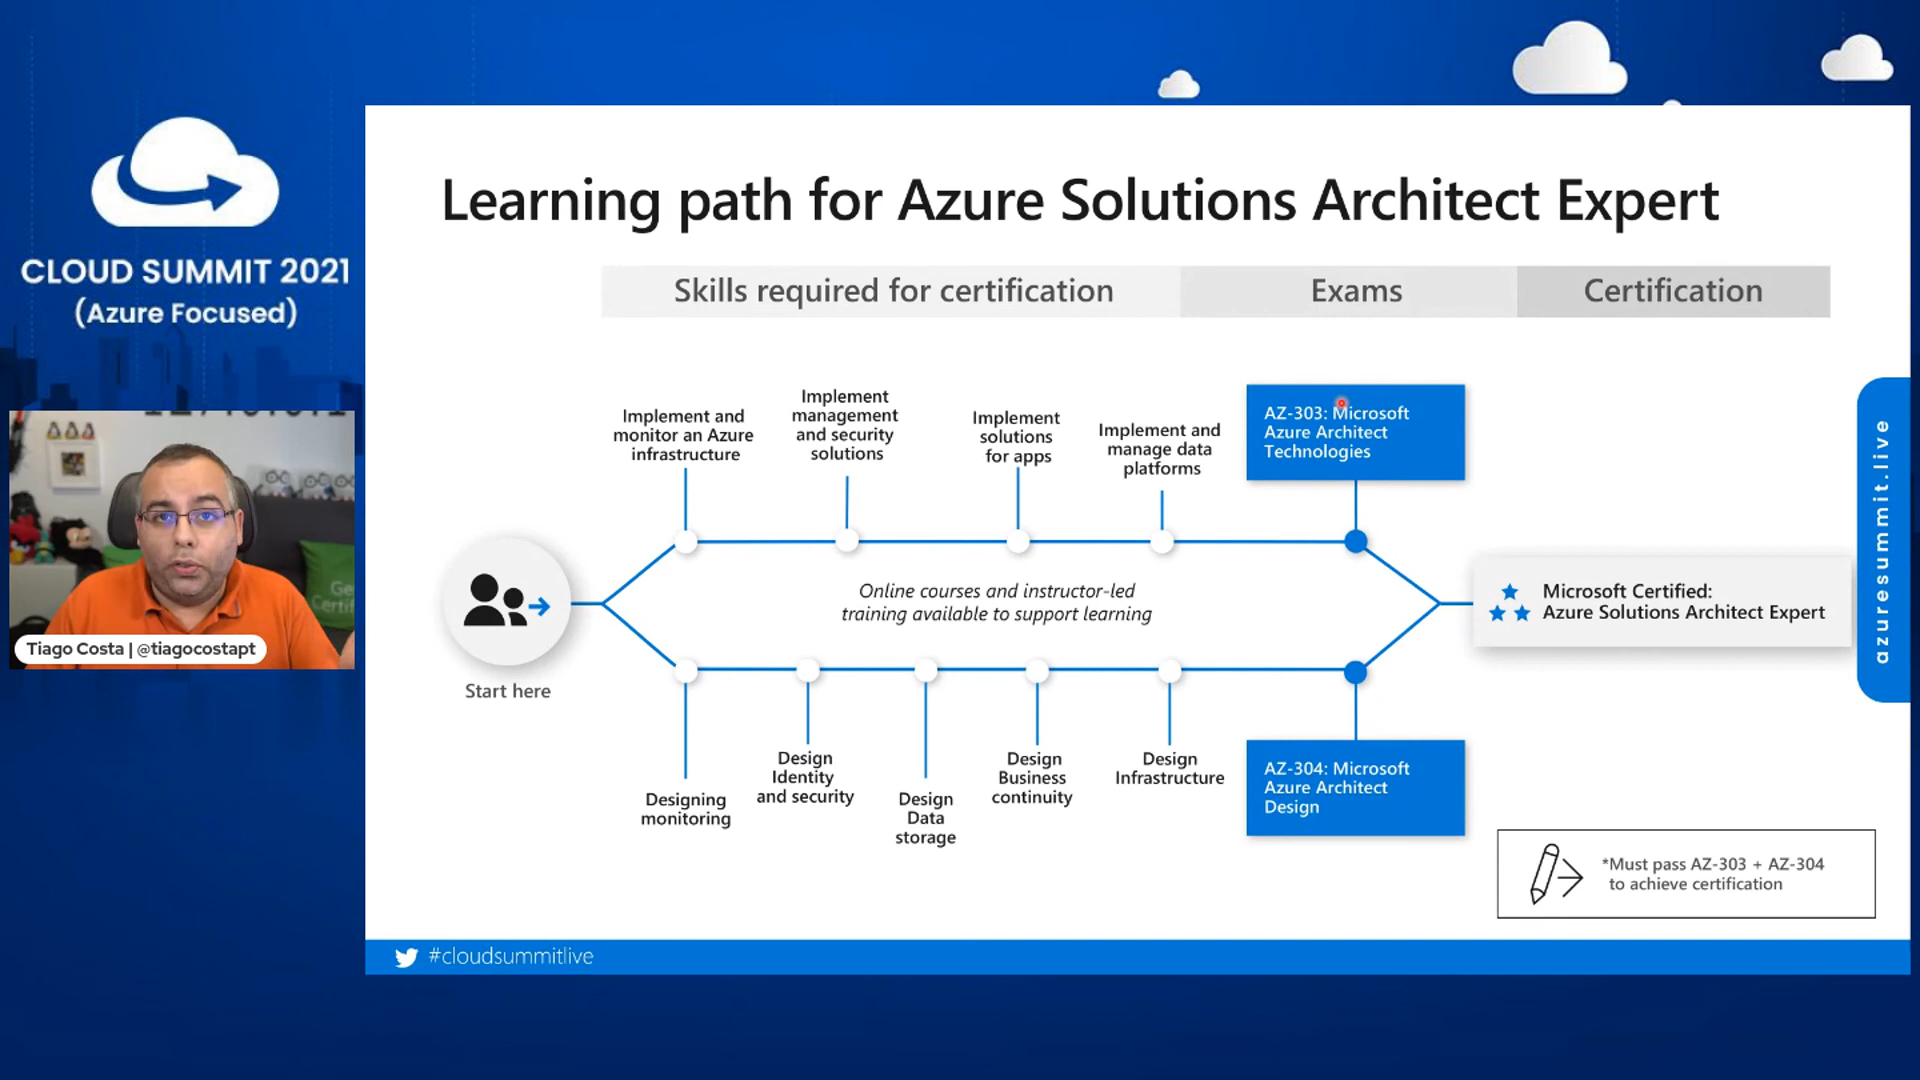 CLOUD SUMMIT 2021
(Azure Focused)
Tiago Costa | @tiagocostapt
Learning path for Azure Solutions Architect Expert
Skills required for certification
Exams
Certification
Implement and
monitor an Azure
infrastructure
Implement
management
and security
solutions
Implement
solutions
for apps
Implement and
manage data
platforms
AZ-303: Microsoft
Azure Architect
Technologies
Online courses and instructor-led
training available to support learning
Start here
Microsoft Certified:
Azure Solutions Architect Expert
Designing
monitoring
Design
Identity
and security
Design
Data
storage
Design
Business
continuity
Design
Infrastructure
AZ-304: Microsoft
Azure Architect
Design
*Must pass AZ-303 + AZ-304
to achieve certification
azuresummit.live
#cloudsummitlive